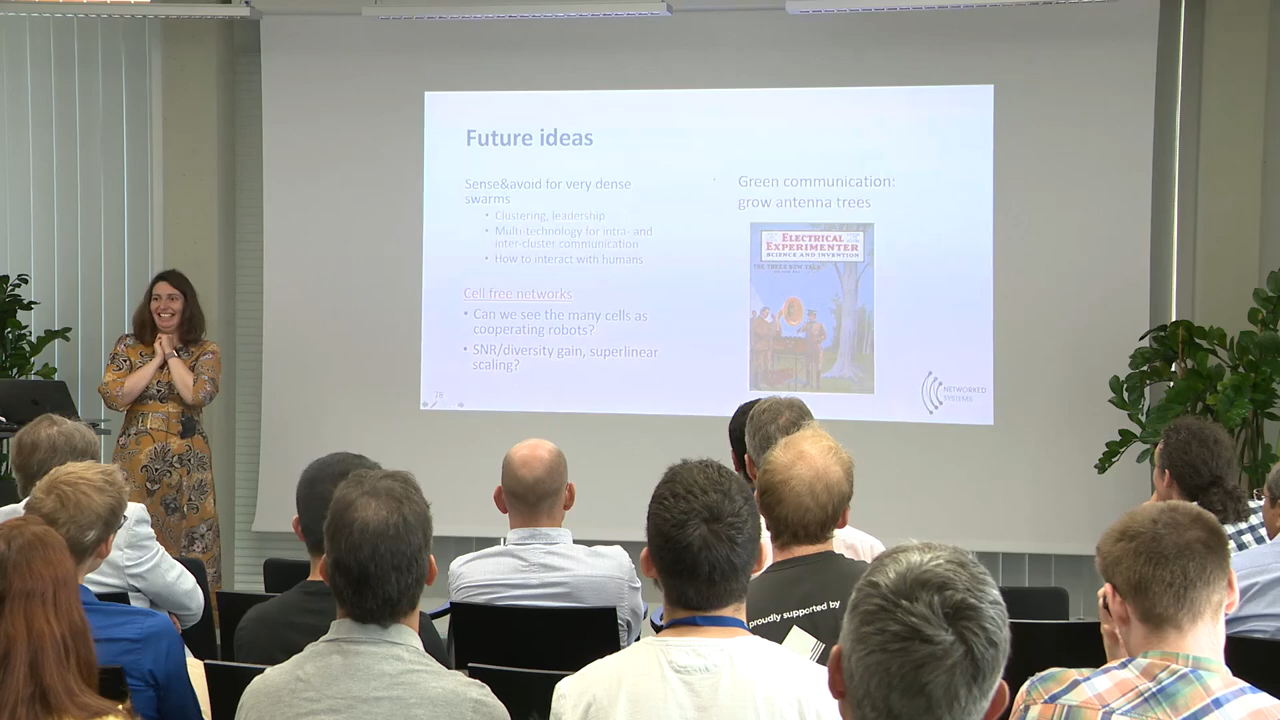 Future ideas
Sense&avoid for very dense
swarms
• Clustering, leadership
• Multi-technology for intra- and
inter-cluster communication
• How to interact with humans
Cell free networks
• Can we see the many cells as
cooperating robots?
• SNR/diversity gain, superlinear
scaling?
Green communication:
grow antenna trees
ELECTRICAL
EXPERIMENTER
SCIENCE AND INVENTION
NETWORKED
SYSTEMS
proudly supported by